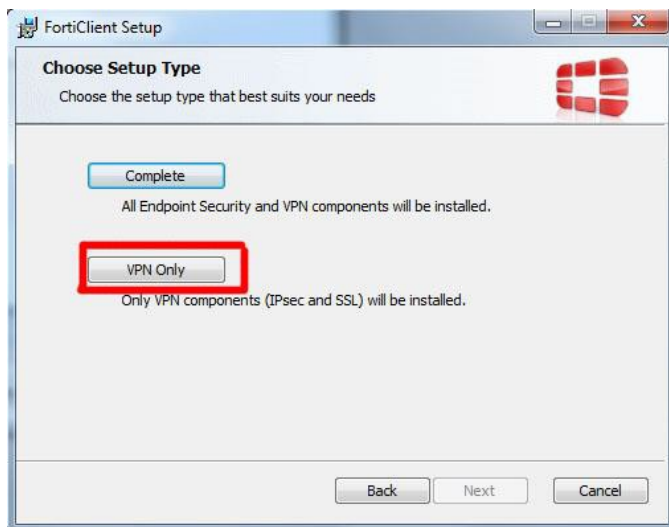 FortiClient Setup
Choose Setup Type
Choose the setup type that best suits your needs
Complete
All Endpoint Security and VPN components will be installed.
VPN Only
Only VPN components (IPsec and SSL) will be installed.
Back Next Cancel